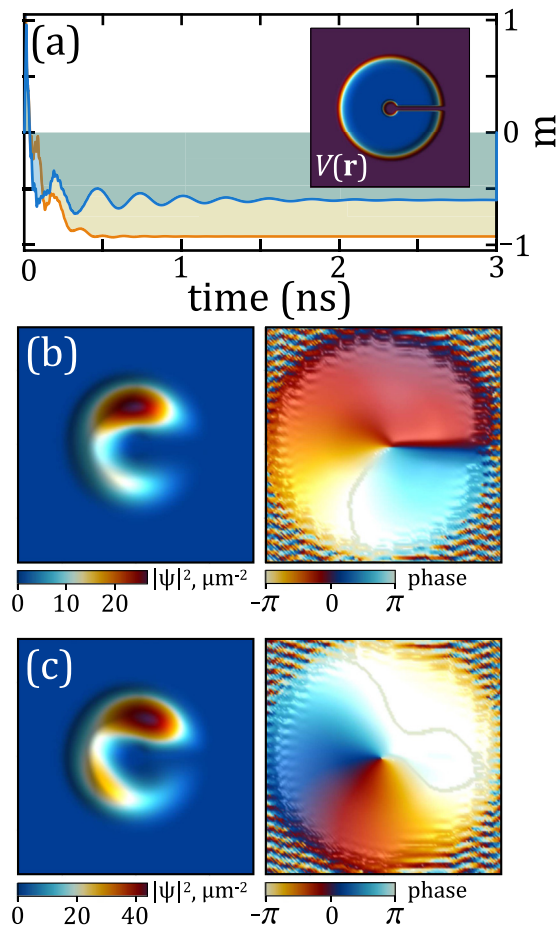 (a)
1
0
−1
m
V(r)
0 1 2 3
time (ns)
(b)
|ψ|², μm⁻²
0 10 20
phase
−π 0 π
(c)
|ψ|², μm⁻²
0 20 40
phase
−π 0 π